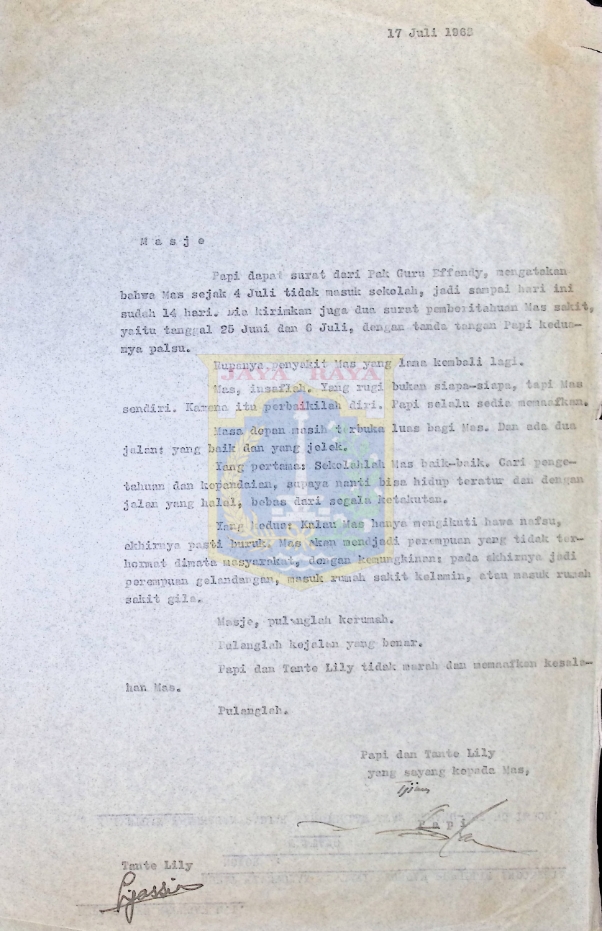 17 Juli 1968
Masje
Papi dapat surat dari Pak Guru Effendy, mengatakan
bahwa Mas sejak 4 Juli tidak masuk sekolah, jadi sampai hari ini
sudah 14 hari. Dia kirimkan juga dua surat pemberitahuan Mas sakit,
yaitu tanggal 25 Juni dan 6 Juli, dengan tanda tangan Papi kedua-
nya palsu.
Rupanya penyakit Mas yang lama kembali lagi.
JAYA RAYA
Mas, insaflah. Yang rugi bukan siapa-siapa, tapi Mas
sendiri. Karena itu perbaikilah diri. Papi selalu sedia memaafkan.
Masa depan masih terbuka luas bagi Mas. Dan ada dua
jalan: yang baik dan yang jelek.
Yang pertama: Sekolahlah Mas baik-baik. Cari penge-
tahuan dan kepandaian, supaya nanti bisa hidup teratur dan dengan
jalan yang halal, bebas dari segala ketakutan.
Yang kedua: Kalau Mas hanya mengikuti hawa nafsu,
akhirnya pasti buruk. Mas akan mendjadi perempuan yang tidak ter-
hormat dimata masyarakat, dengan kemungkinan: pada akhirnya jadi
perempuan gelandangan, masuk rumah sakit kelamin, atau masuk rumah
sakit gila.
Masje, pulanglah kerumah.
Pulanglah kejalan yang benar.
Papi dan Tante Lily tidak marah dan memaafkan kesala-
han Mas.
Pulanglah.
Papi dan Tante Lily
yang sayang kepada Mas,
Papi
Tante Lily